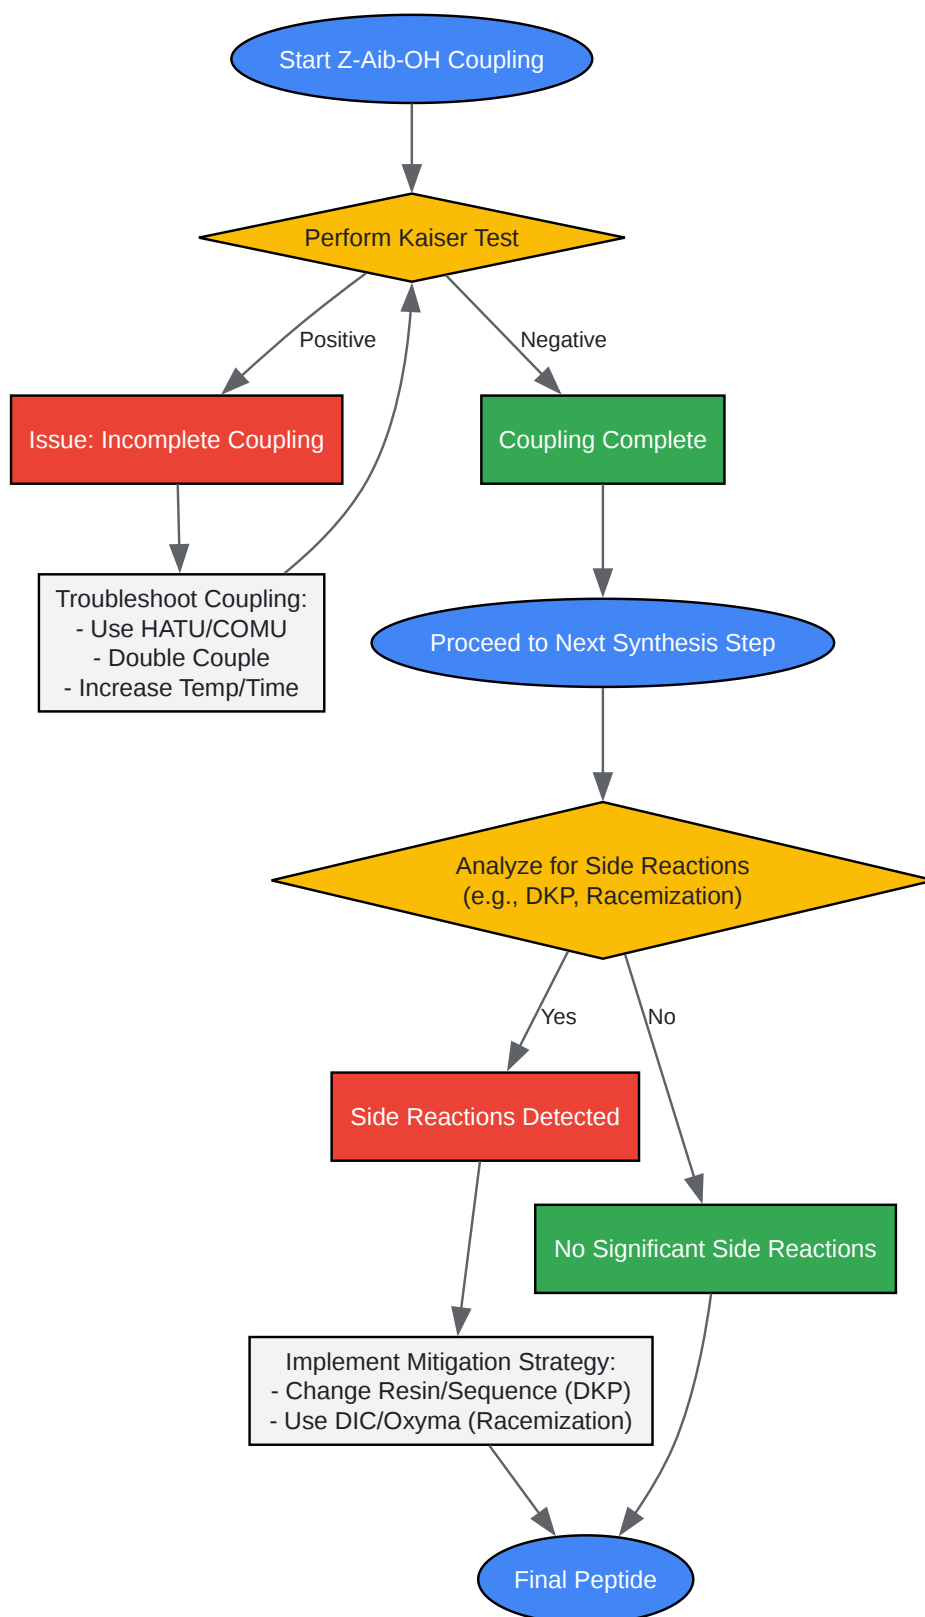 Start Z-Aib-OH Coupling
Perform Kaiser Test
Positive
Negative
Issue: Incomplete Coupling
Coupling Complete
Troubleshoot Coupling:
- Use HATU/COMU
- Double Couple
- Increase Temp/Time
Proceed to Next Synthesis Step
Analyze for Side Reactions
(e.g., DKP, Racemization)
Yes
No
Side Reactions Detected
No Significant Side Reactions
Implement Mitigation Strategy:
- Change Resin/Sequence (DKP)
- Use DIC/Oxyma (Racemization)
Final Peptide